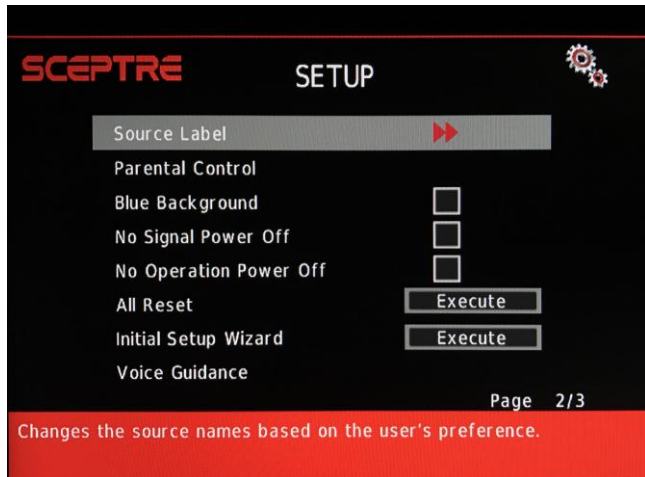 SCEPTRE
SETUP
Source Label
Parental Control
Blue Background
No Signal Power Off
No Operation Power Off
All Reset Execute
Initial Setup Wizard Execute
Voice Guidance
Page 2/3
Changes the source names based on the user's preference.